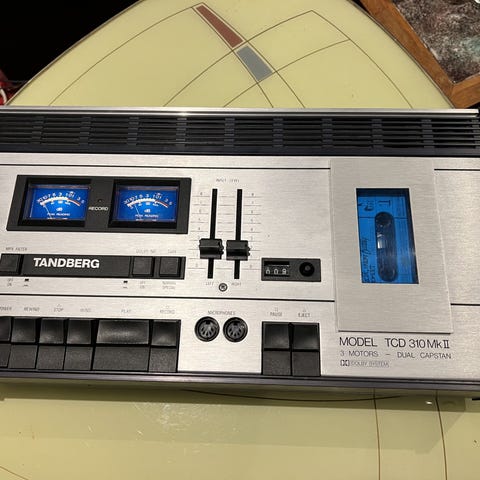 INPUT LEVEL
RECORD
PEAK READING
PEAK READING
MPX FILTER
DOLBY NR
TAPE
TANDBERG
OFF
ON
OFF
ON
NORMAL
SPECIAL
LEFT
RIGHT
POWER
REWIND
STOP
WIND
PLAY
RECORD
MICROPHONES
PAUSE
EJECT
MODEL TCD 310 Mk II
3 MOTORS – DUAL CAPSTAN
DOLBY SYSTEM